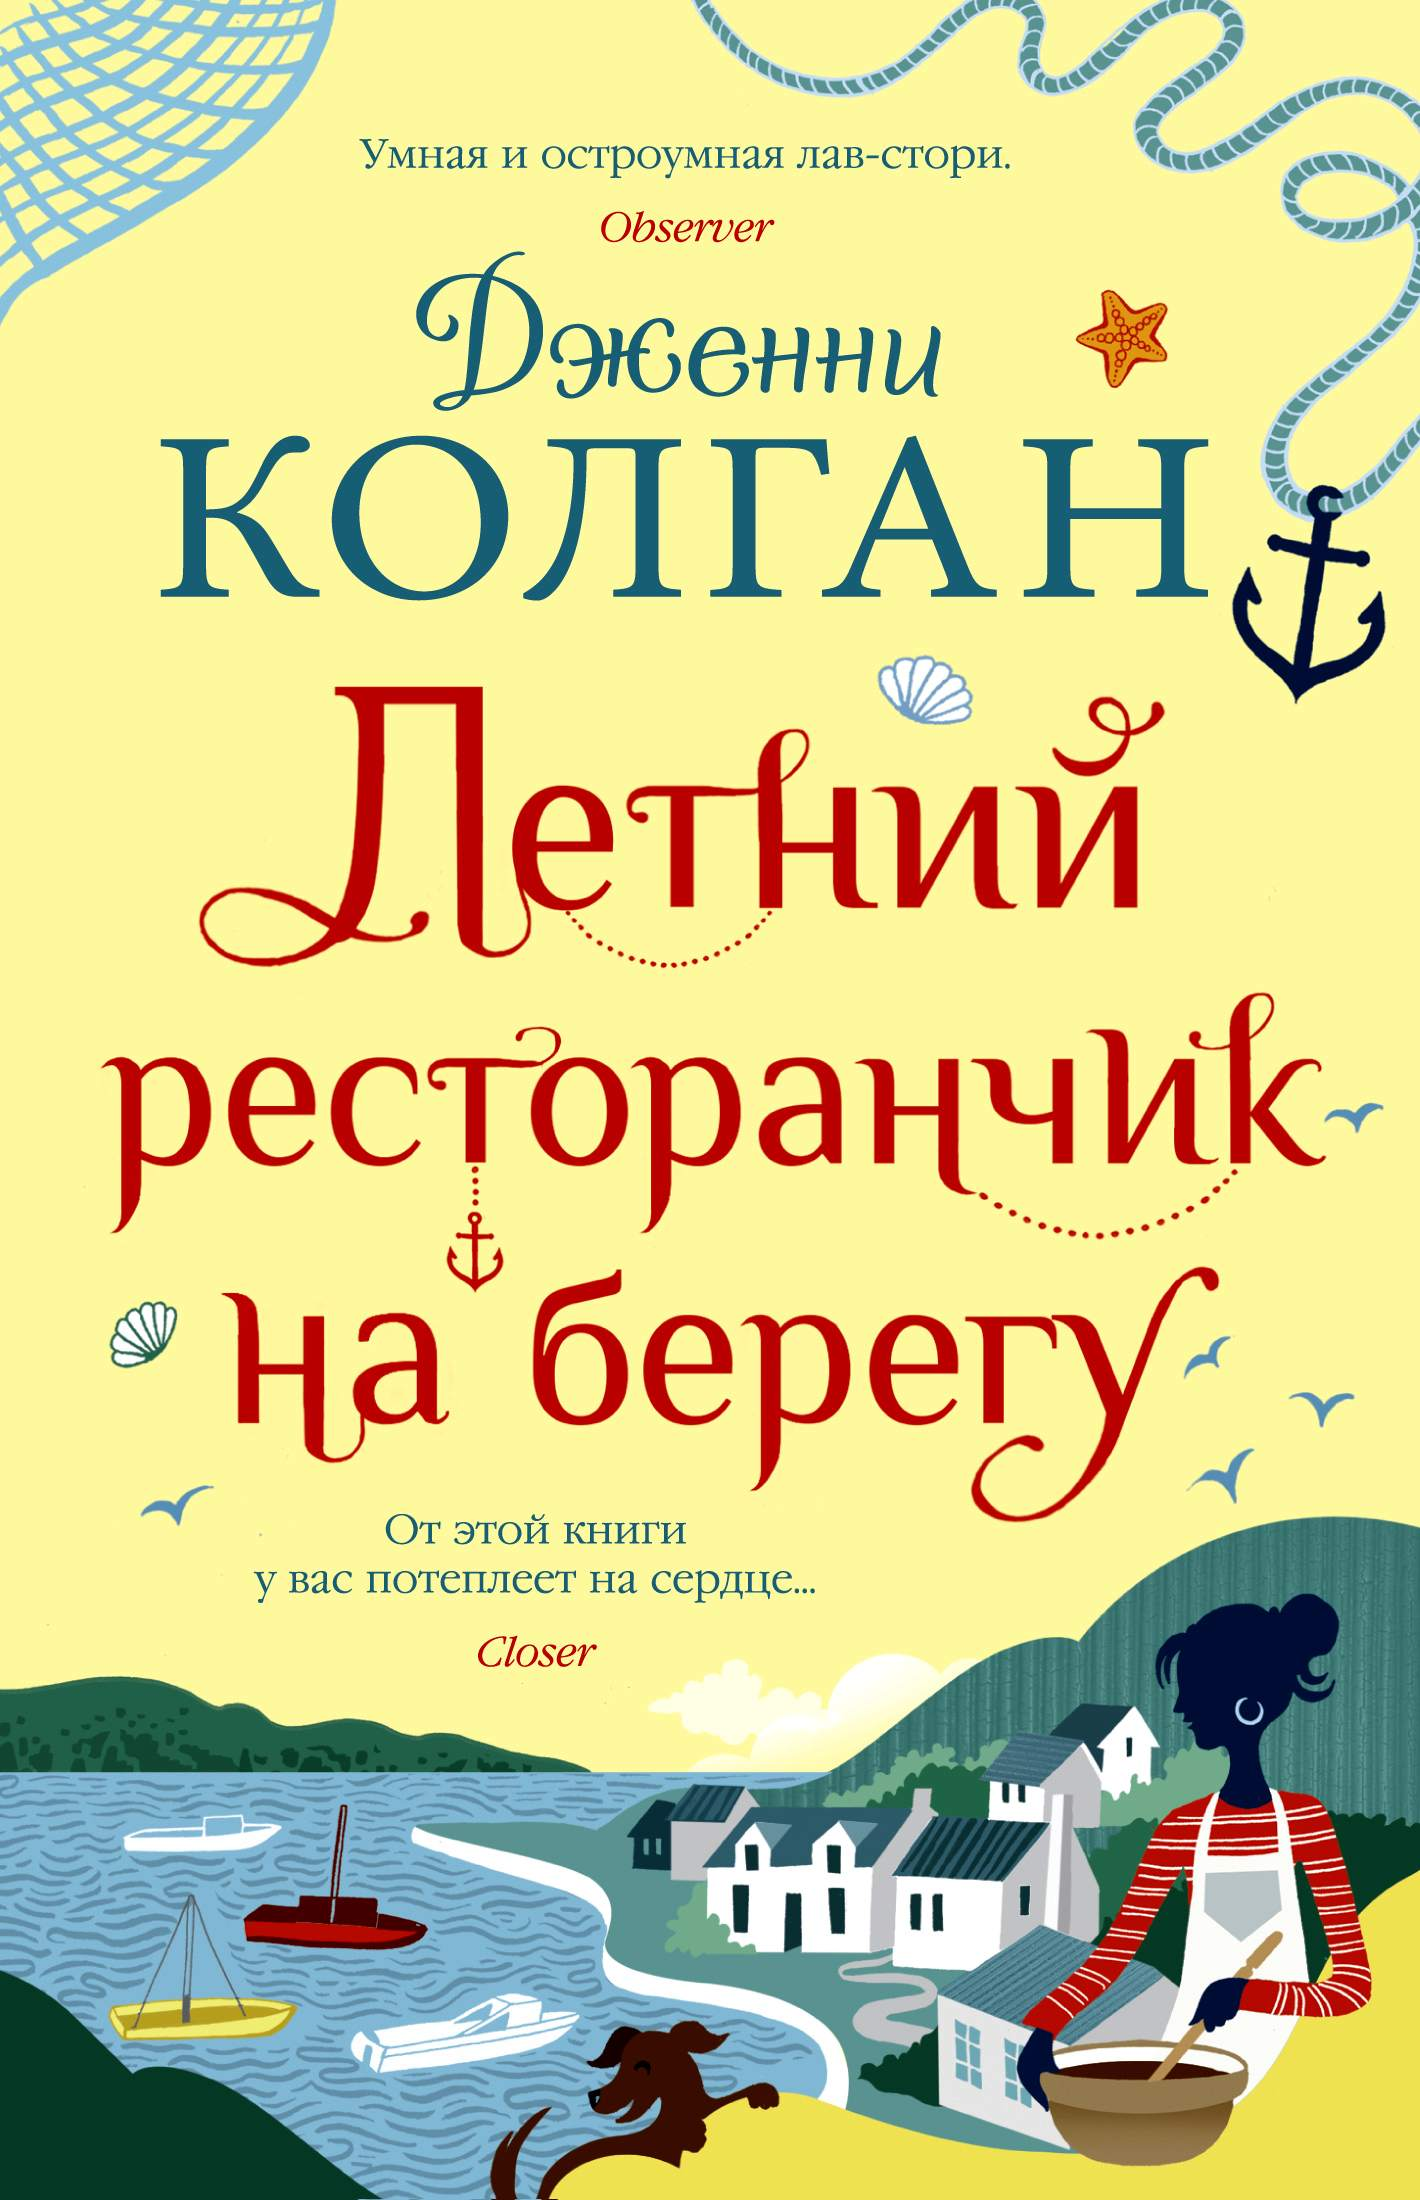 Умная и остроумная лав-стори.
Observer
Дженни
КОЛГАН
Летний
ресторанчик
на берегу
От этой книги
у вас потеплеет на сердце...
Closer